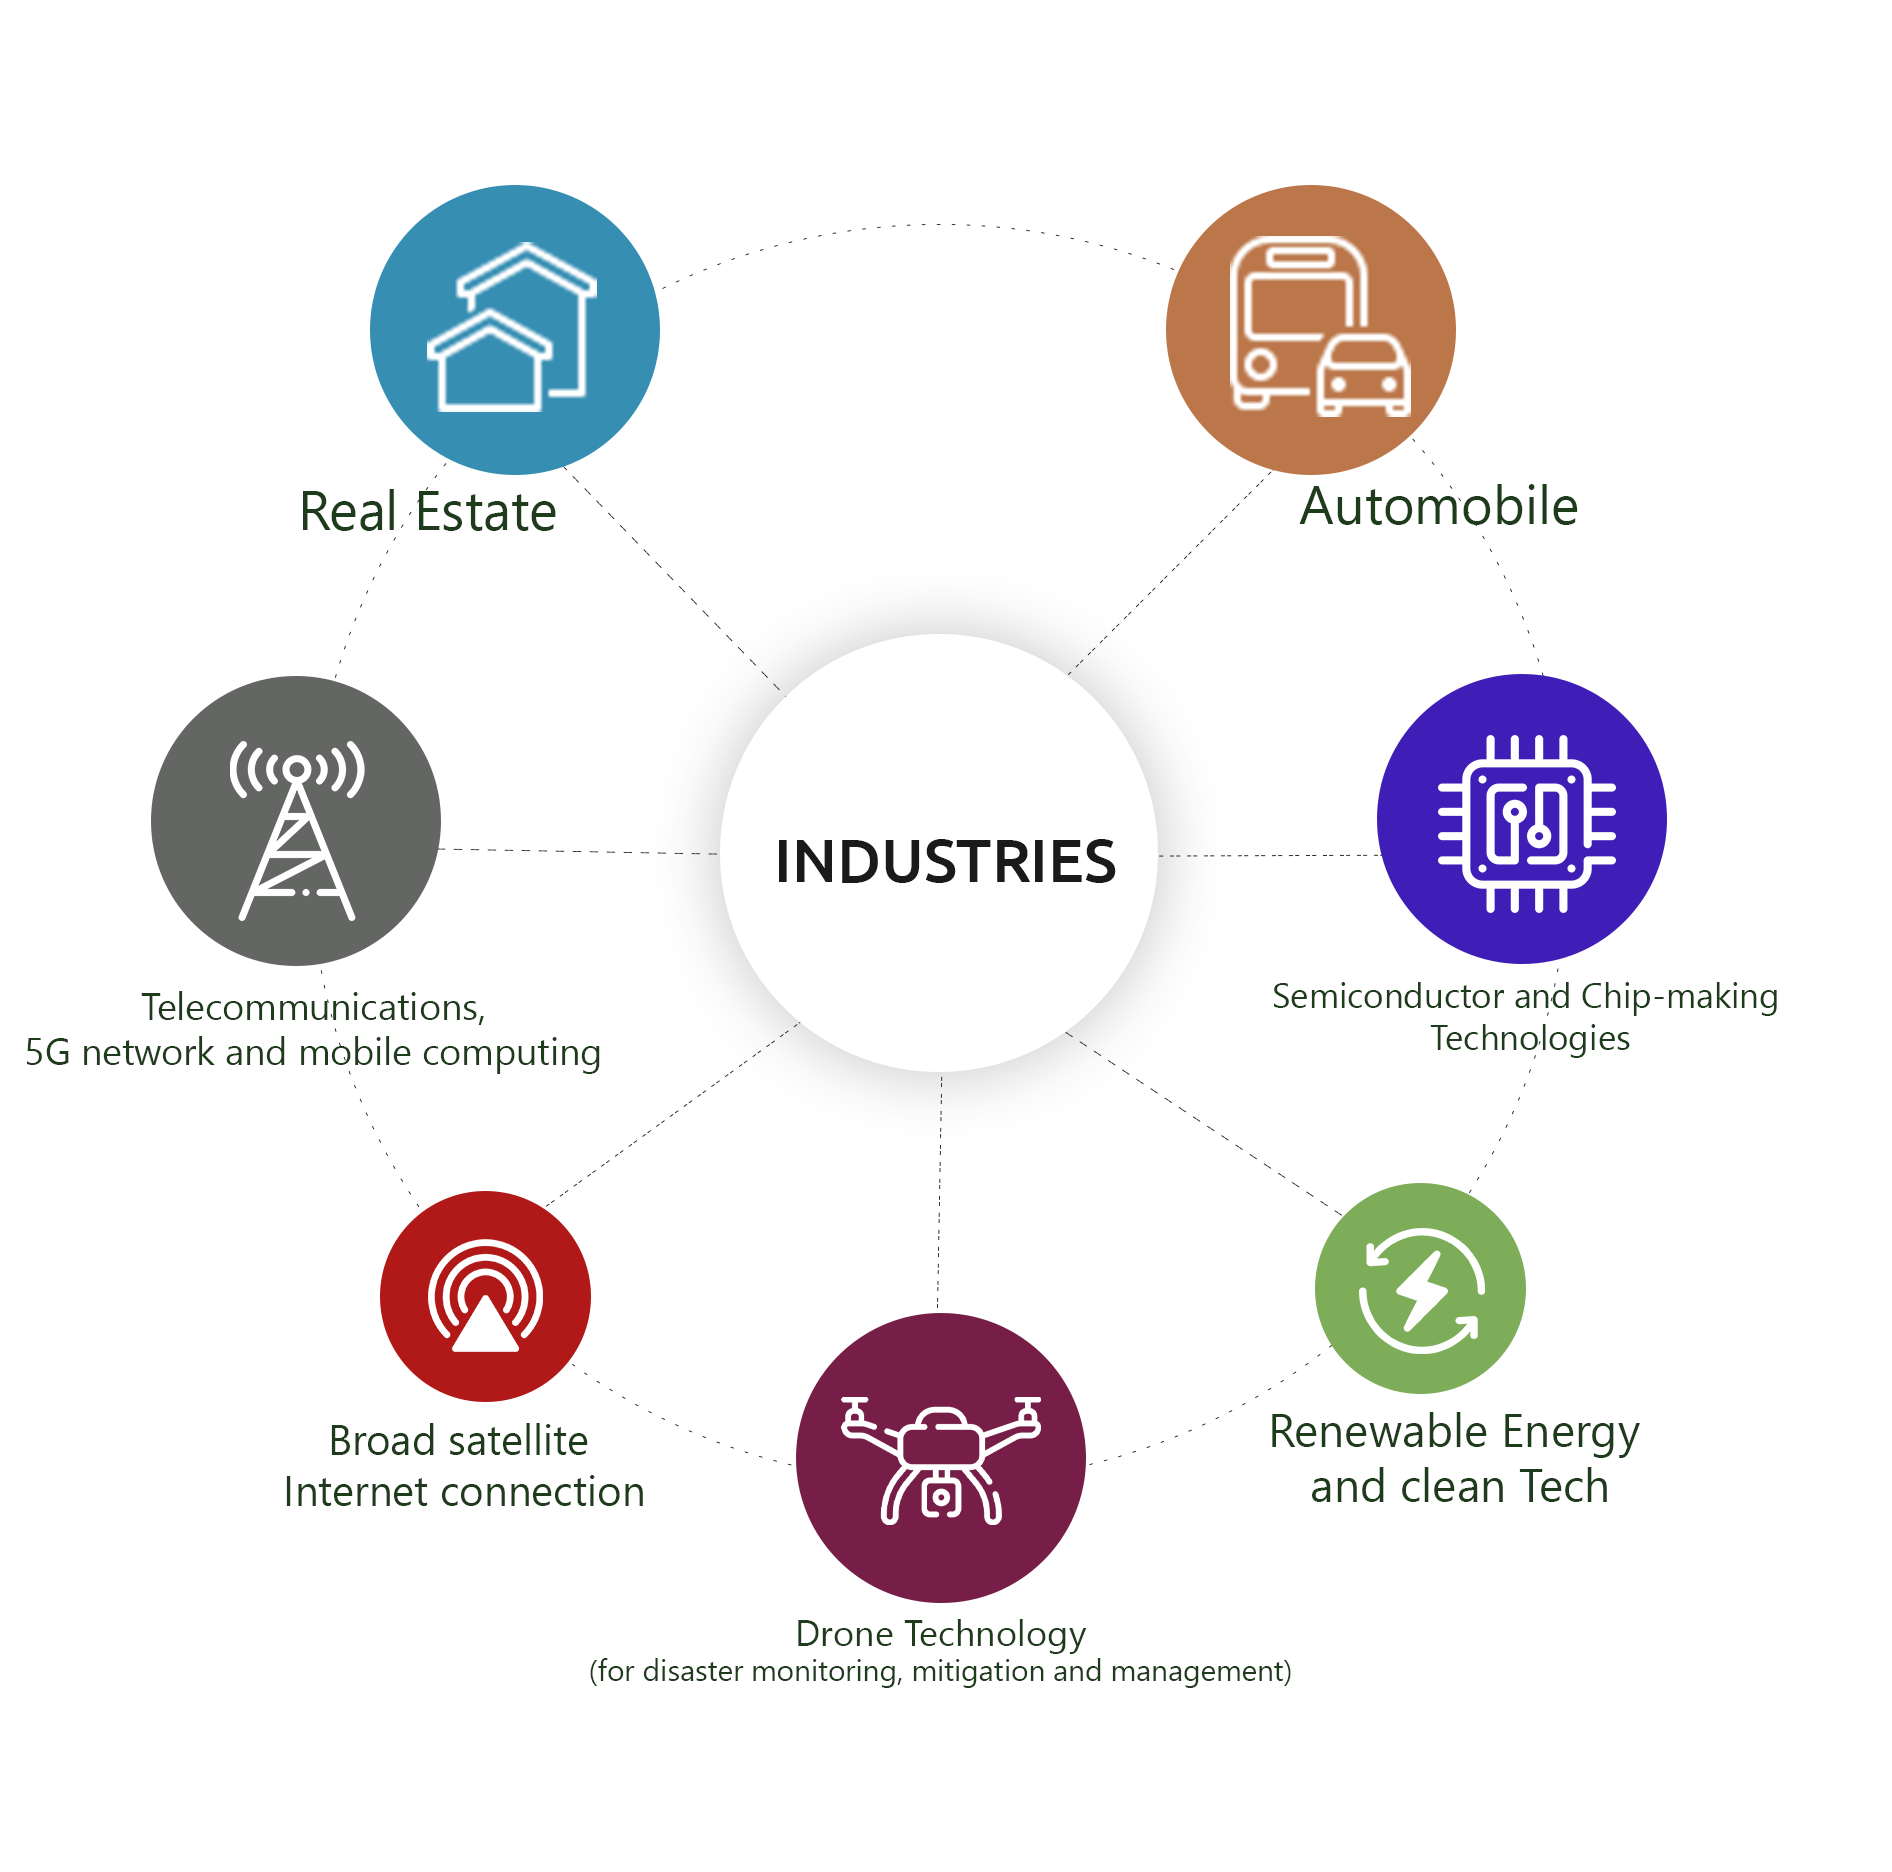 Real Estate
Automobile
INDUSTRIES
Telecommunications,
5G network and mobile computing
Semiconductor and Chip-making
Technologies
Broad satellite
Internet connection
Renewable Energy
and clean Tech
Drone Technology
(for disaster monitoring, mitigation and management)